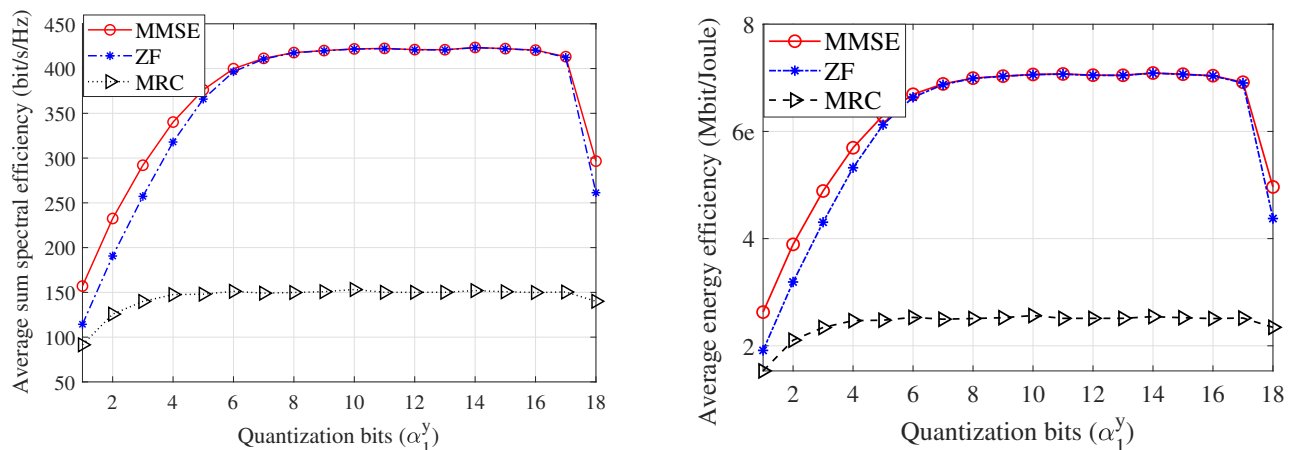 Average sum spectral efficiency (bit/s/Hz)
450
400
350
300
250
200
150
100
50
MMSE
ZF
MRC
2 4 6 8 10 12 14 16 18
Quantization bits (α₁ʸ)
Average energy efficiency (Mbit/Joule)
8
6e
4
2
MMSE
ZF
MRC
2 4 6 8 10 12 14 16 18
Quantization bits (α₁ʸ)